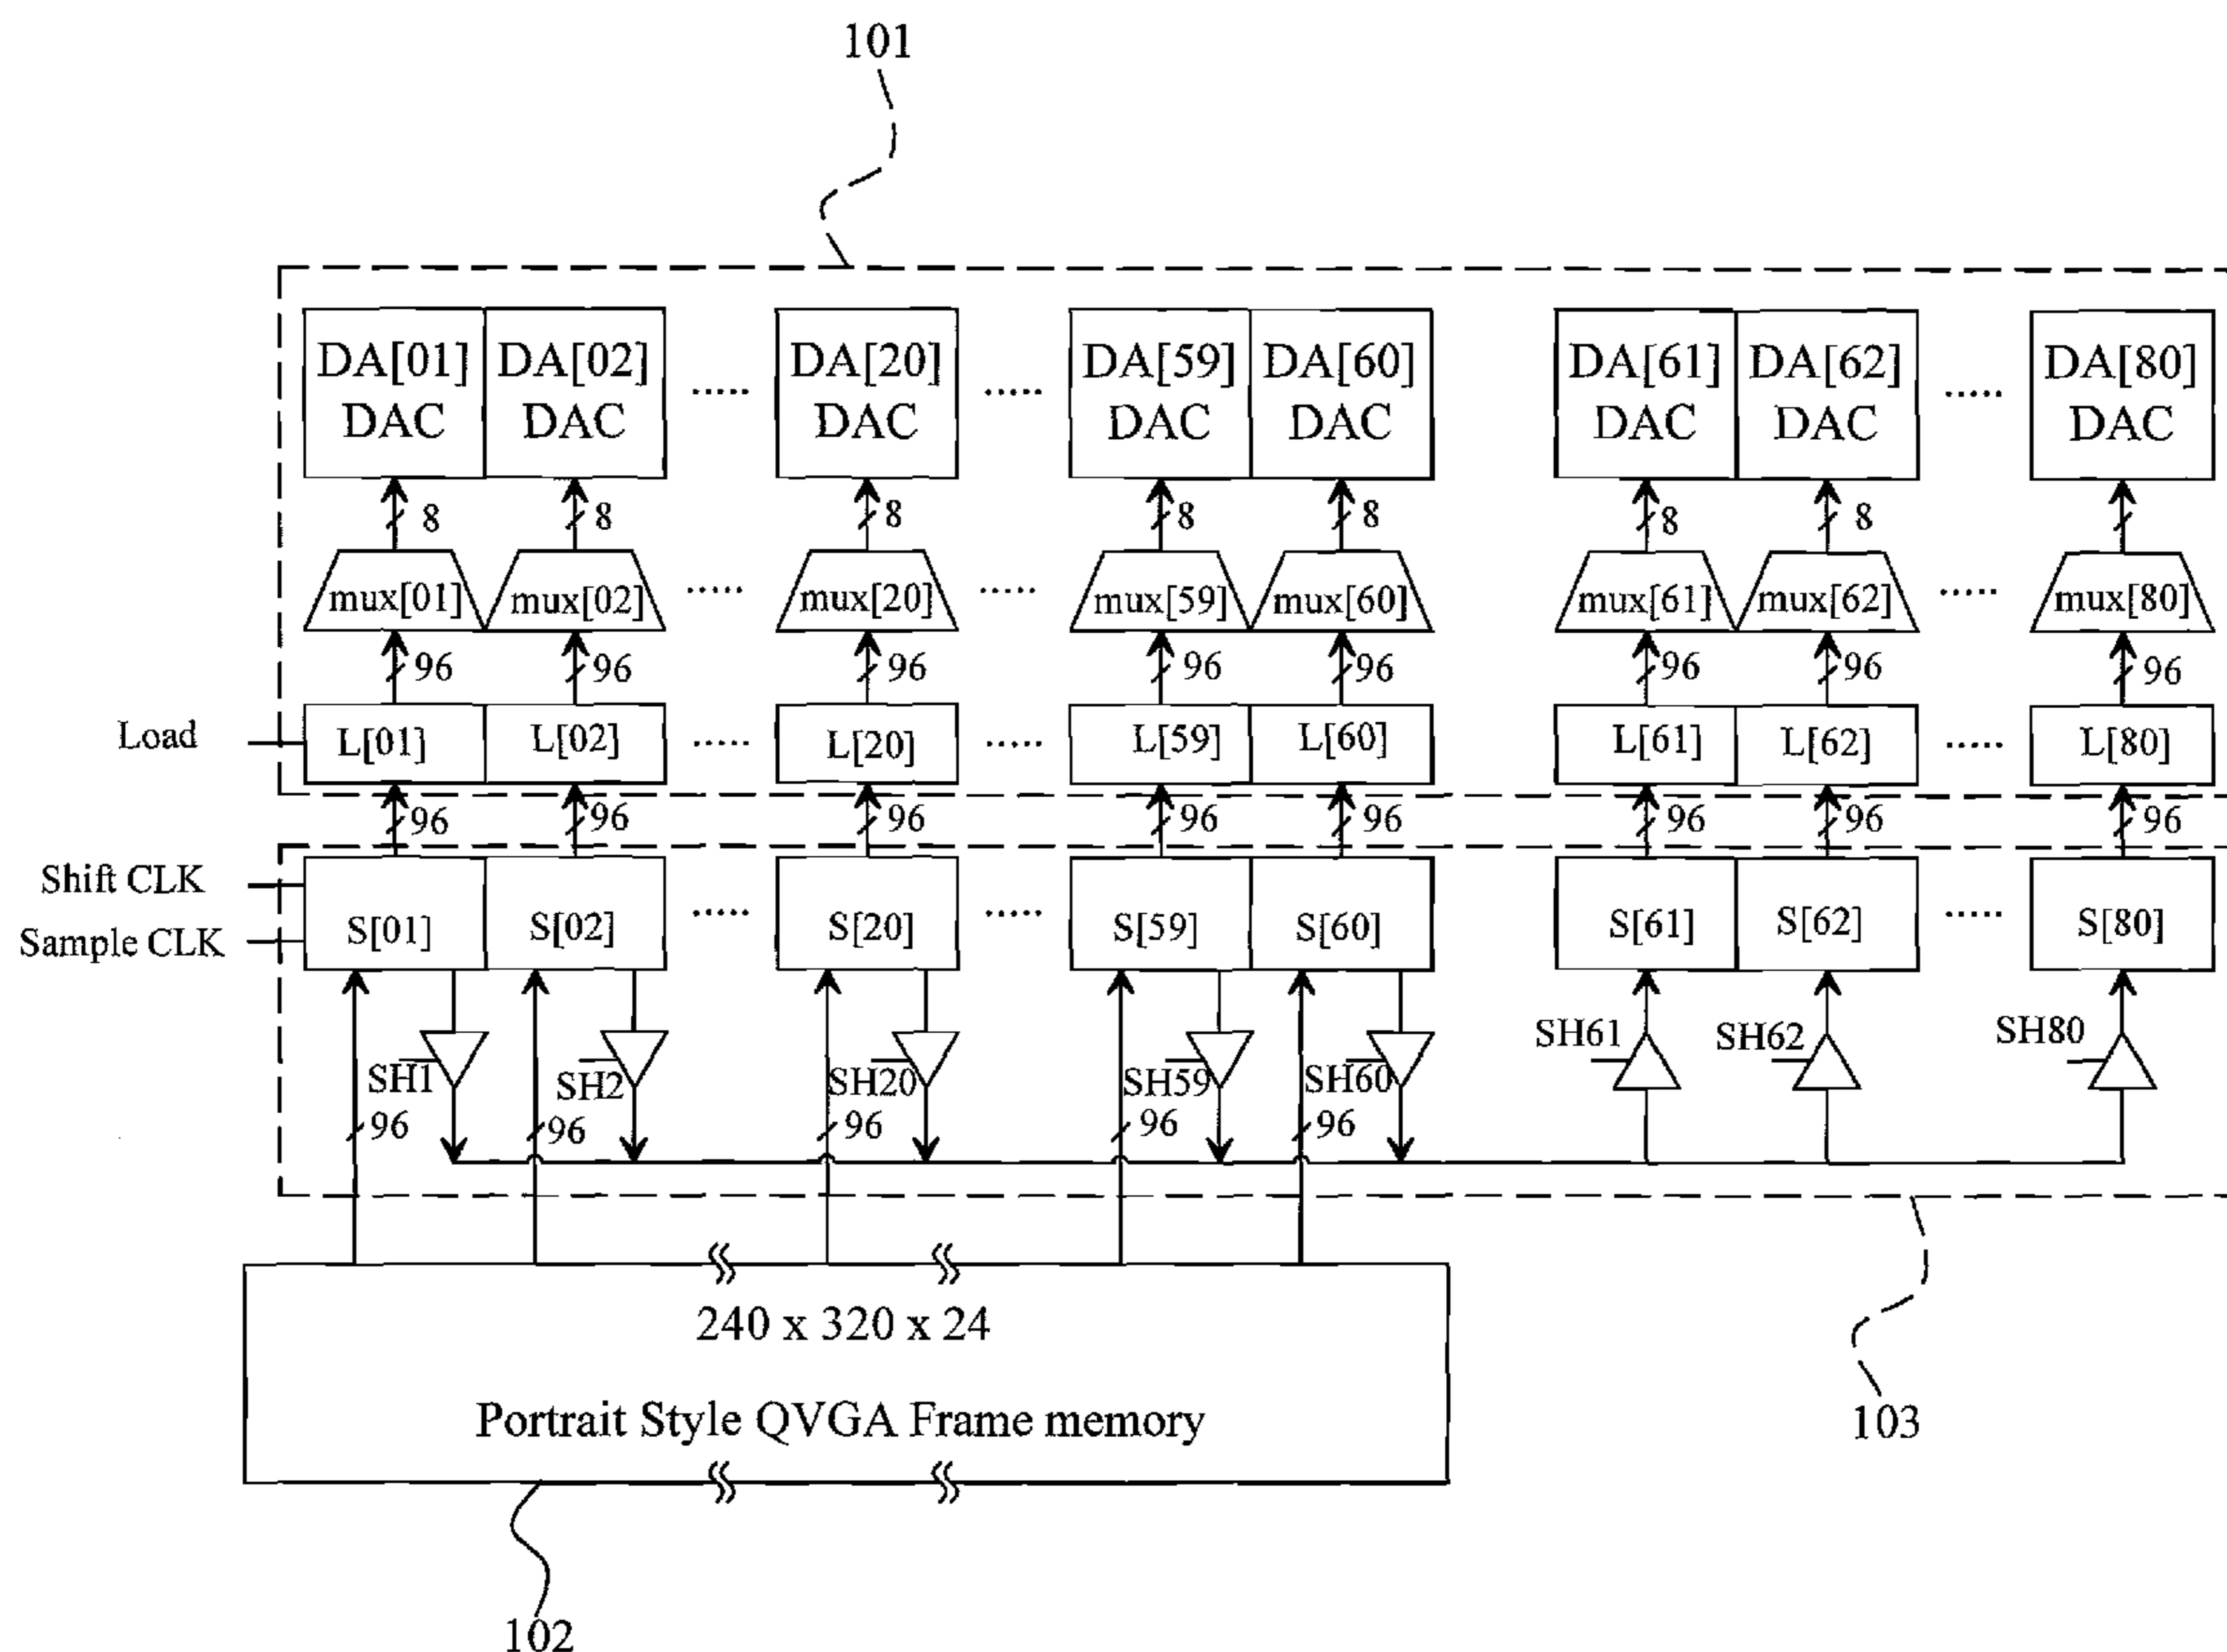 101
DA[01] DA[02] ..... DA[20] ..... DA[59] DA[60] DA[61] DA[62] ..... DA[80]
DAC DAC DAC DAC DAC DAC DAC DAC
8 8 8 8 8 8 8
mux[01] mux[02] ..... mux[20] ..... mux[59] mux[60] mux[61] mux[62] ..... mux[80]
96 96 96 96 96 96 96 96
Load L[01] L[02] ..... L[20] ..... L[59] L[60] L[61] L[62] ..... L[80]
96 96 96 96 96 96 96 96
Shift CLK
Sample CLK S[01] S[02] ..... S[20] ..... S[59] S[60] S[61] S[62] ..... S[80]
SH1 SH2 SH20 SH59 SH60 SH61 SH62 SH80
96 96 96 96 96
240 x 320 x 24
Portrait Style QVGA Frame memory
103
102